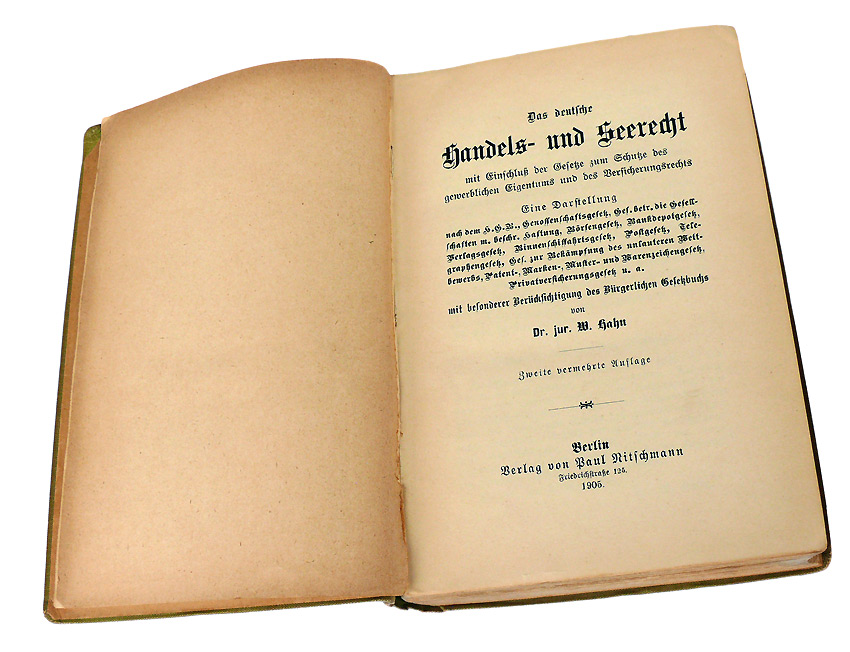 Das deutsche
Handels- und Seerecht
mit Einschluß der Gesetze zum Schutze des
gewerblichen Eigentums und des Versicherungsrechts
Eine Darstellung
nach dem H.G.B., Genossenschaftsgesetz, Ges. betr. die Gesell-
schaften m. beschr. Haftung, Börsengesetz, Bankdepotgesetz,
Verlagsgesetz, Binnenschiffahrtsgesetz, Postgesetz, Tele-
graphengesetz, Ges. zur Bekämpfung des unlauteren Wett-
bewerbs, Patent-, Marken-, Muster- und Warenzeichengesetz,
Privatversicherungsgesetz u. a.
mit besonderer Berücksichtigung des Bürgerlichen Gesetzbuchs
von
Dr. jur. W. Hahn
Zweite vermehrte Auflage
Berlin
Verlag von Paul Nitschmann
Friedrichstraße 125.
1905.